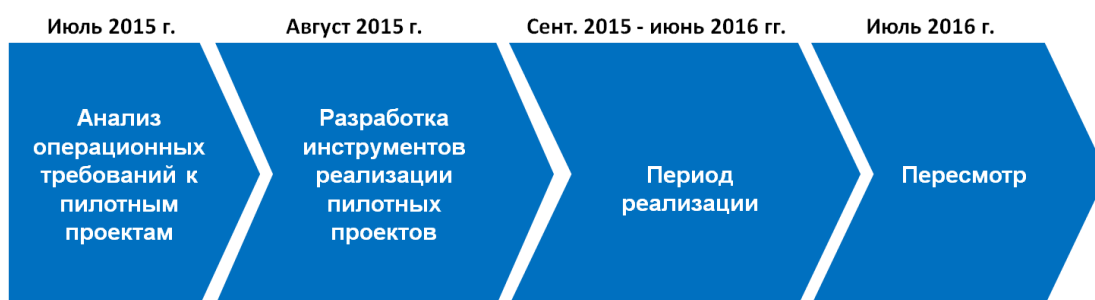 Июль 2015 г.
Август 2015 г.
Сент. 2015 - июнь 2016 гг.
Июль 2016 г.
Анализ
операционных
требований к
пилотным
проектам
Разработка
инструментов
реализации
пилотных
проектов
Период
реализации
Пересмотр